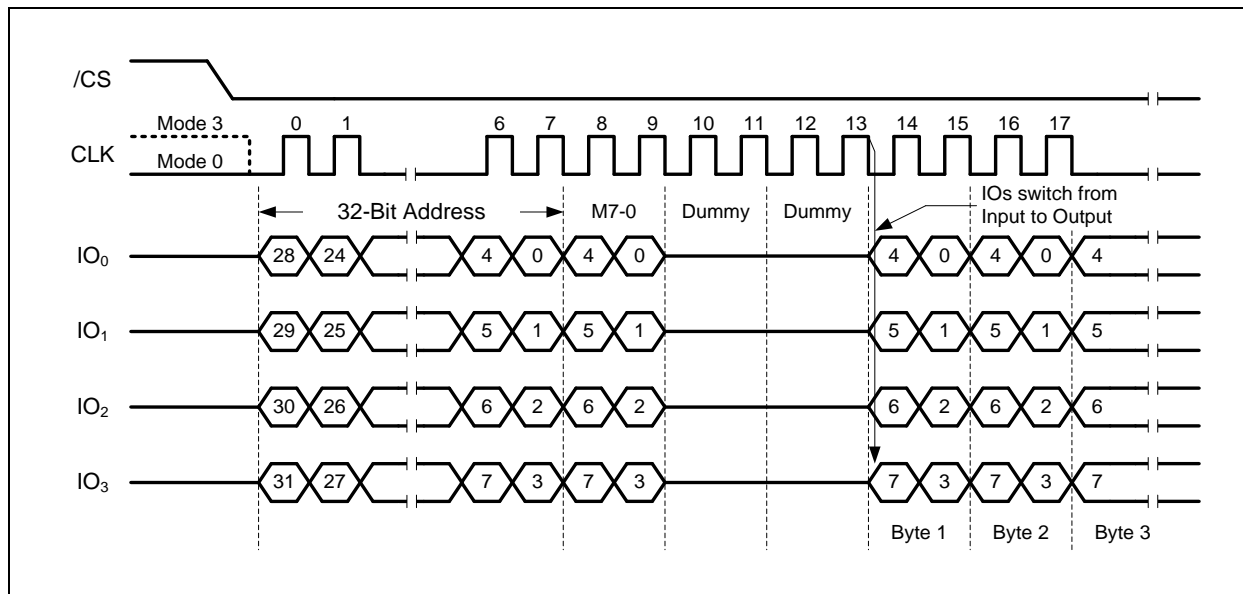 /CS
Mode 3 0 1 6 7 8 9 10 11 12 13 14 15 16 17
CLK
Mode 0
32-Bit Address M7-0 Dummy Dummy IOs switch from
Input to Output
IO₀ 28 24 4 0 4 0 4 0 4 0 4
IO₁ 29 25 5 1 5 1 5 1 5 1 5
IO₂ 30 26 6 2 6 2 6 2 6 2 6
IO₃ 31 27 7 3 7 3 7 3 7 3 7
Byte 1 Byte 2 Byte 3